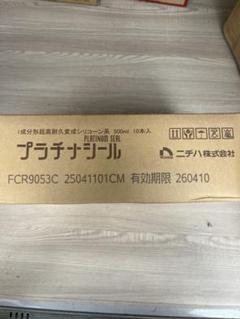 1成分形超高耐久変成シリコーン系 500ml 10本入
PLATINUM SEAL
プラチナシール
ニチハ株式会社
FCR9053C 25041101CM 有効期限 260410